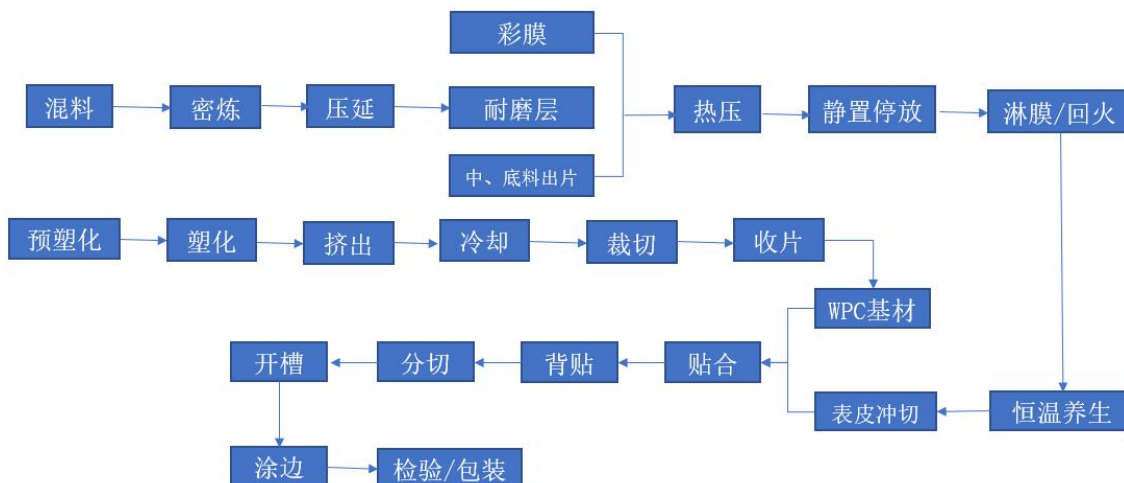 彩膜
混料
密炼
压延
耐磨层
热压
静置停放
淋膜/回火
中、底料出片
预塑化
塑化
挤出
冷却
裁切
收片
WPC基材
开槽
分切
背贴
贴合
表皮冲切
恒温养生
涂边
检验/包装